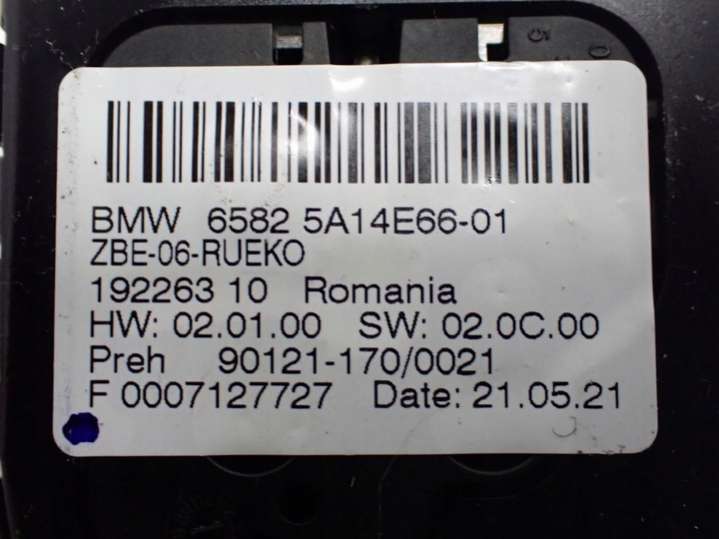 BMW 6582 5A14E66-01
ZBE-06-RUEKO
192263 10 Romania
HW: 02.01.00 SW: 02.0C.00
Preh 90121-170/0021
F 0007127727 Date: 21.05.21